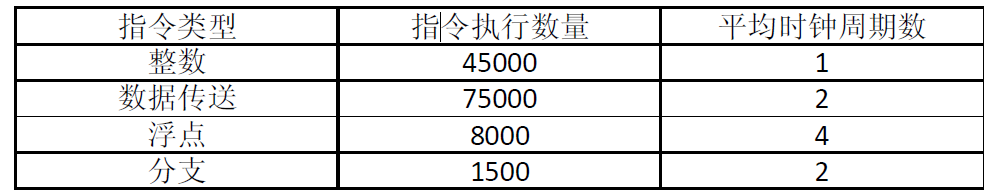 指令类型 指令执行数量 平均时钟周期数
整数 45000 1
数据传送 75000 2
浮点 8000 4
分支 1500 2